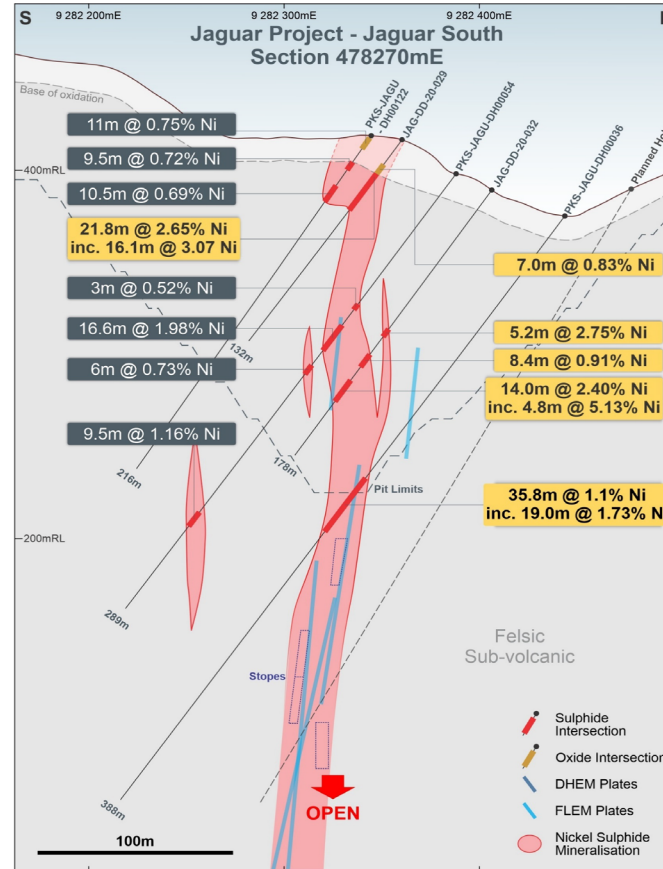 S
9 282 200mE
9 282 300mE
9 282 400mE
Jaguar Project - Jaguar South
Section 478270mE
Base of oxidation
PKS-JAGU
- DH00122
JAG-DD-20-029
PKS-JAGU-DH00054
JAG-DD-20-032
PKS-JAGU-DH00036
400mRL
11m @ 0.75% Ni
9.5m @ 0.72% Ni
10.5m @ 0.69% Ni
21.8m @ 2.65% Ni
inc. 16.1m @ 3.07 Ni
7.0m @ 0.83% Ni
3m @ 0.52% Ni
16.6m @ 1.98% Ni
5.2m @ 2.75% Ni
132m
8.4m @ 0.91% Ni
6m @ 0.73% Ni
14.0m @ 2.40% Ni
inc. 4.8m @ 5.13% Ni
9.5m @ 1.16% Ni
216m
178m
Pit Limits
35.8m @ 1.1% Ni
inc. 19.0m @ 1.73% N
200mRL
289m
Felsic
Sub-volcanic
Stopes
388m
OPEN
100m
Sulphide
Intersection
Oxide Intersection
DHEM Plates
FLEM Plates
Nickel Sulphide
Mineralisation
Planned